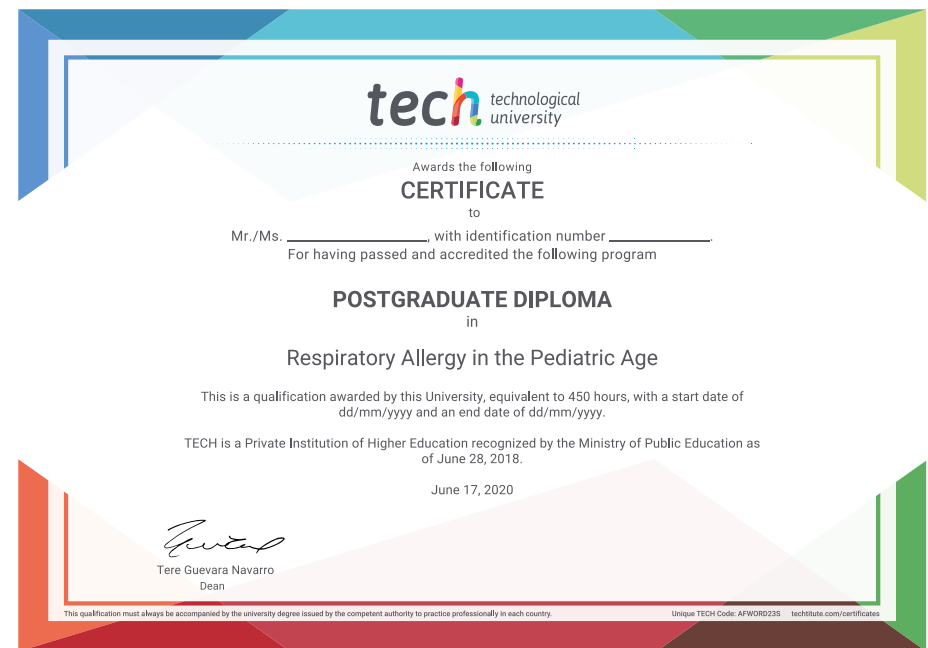 tech technological
university
Awards the following
CERTIFICATE
to
Mr./Ms. ____________________, with identification number ______________.
For having passed and accredited the following program
POSTGRADUATE DIPLOMA
in
Respiratory Allergy in the Pediatric Age
This is a qualification awarded by this University, equivalent to 450 hours, with a start date of
dd/mm/yyyy and an end date of dd/mm/yyyy.
TECH is a Private Institution of Higher Education recognized by the Ministry of Public Education as
of June 28, 2018.
June 17, 2020
Tere Guevara Navarro
Dean
This qualification must always be accompanied by the university degree issued by the competent authority to practice professionally in each country. Unique TECH Code: AFWORD23S techtitute.com/certificates